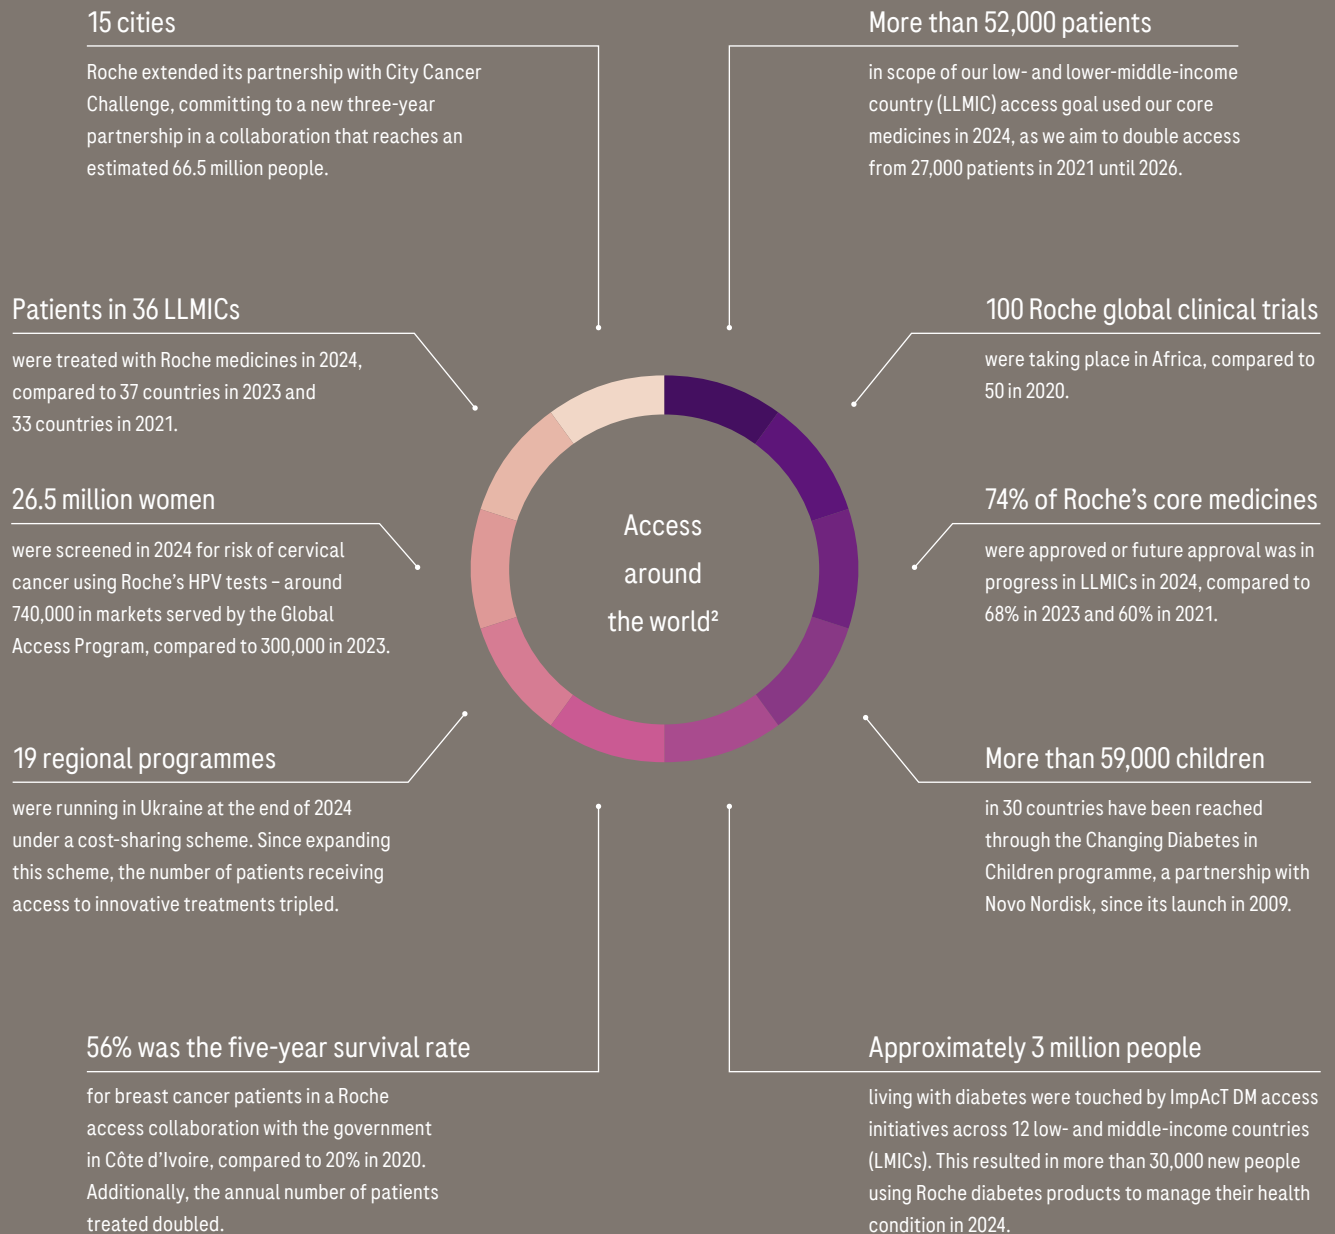 15 cities
Roche extended its partnership with City Cancer
Challenge, committing to a new three-year
partnership in a collaboration that reaches an
estimated 66.5 million people.
More than 52,000 patients
in scope of our low- and lower-middle-income
country (LLMIC) access goal used our core
medicines in 2024, as we aim to double access
from 27,000 patients in 2021 until 2026.
Patients in 36 LLMICs
were treated with Roche medicines in 2024,
compared to 37 countries in 2023 and
33 countries in 2021.
100 Roche global clinical trials
were taking place in Africa, compared to
50 in 2020.
26.5 million women
were screened in 2024 for risk of cervical
cancer using Roche's HPV tests – around
740,000 in markets served by the Global
Access Program, compared to 300,000 in 2023.
Access
around
the world²
74% of Roche's core medicines
were approved or future approval was in
progress in LLMICs in 2024, compared to
68% in 2023 and 60% in 2021.
19 regional programmes
were running in Ukraine at the end of 2024
under a cost-sharing scheme. Since expanding
this scheme, the number of patients receiving
access to innovative treatments tripled.
More than 59,000 children
in 30 countries have been reached
through the Changing Diabetes in
Children programme, a partnership with
Novo Nordisk, since its launch in 2009.
56% was the five-year survival rate
for breast cancer patients in a Roche
access collaboration with the government
in Côte d'Ivoire, compared to 20% in 2020.
Additionally, the annual number of patients
treated doubled.
Approximately 3 million people
living with diabetes were touched by ImpAcT DM access
initiatives across 12 low- and middle-income countries
(LMICs). This resulted in more than 30,000 new people
using Roche diabetes products to manage their health
condition in 2024.